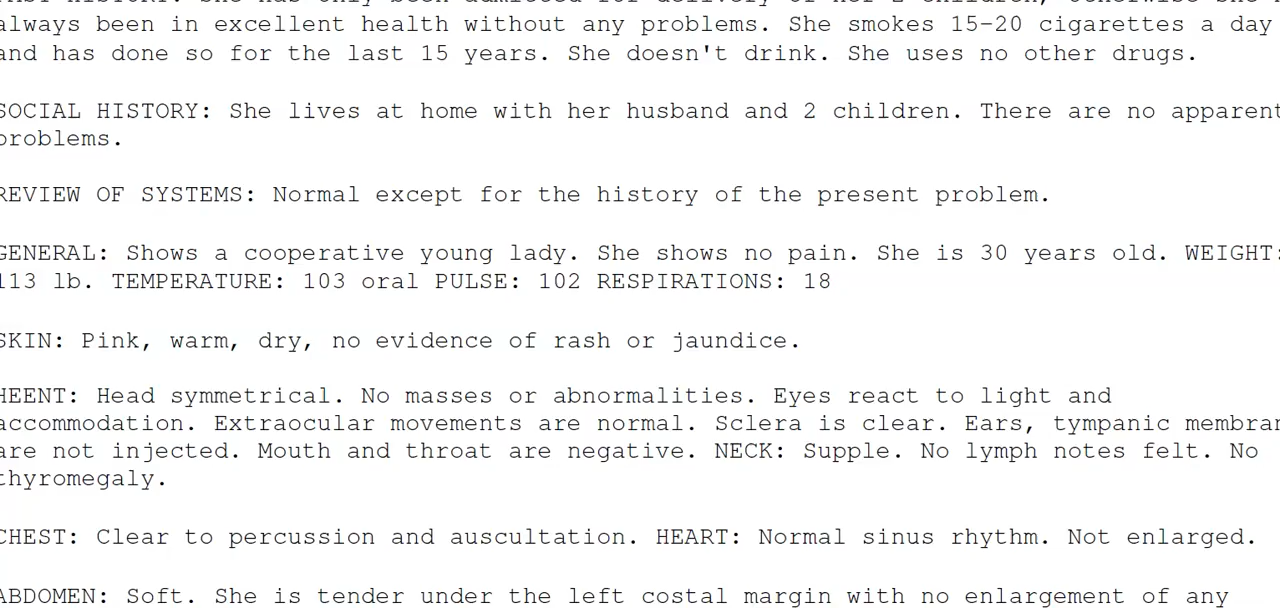 always been in excellent health without any problems. She smokes 15-20 cigarettes a day
and has done so for the last 15 years. She doesn't drink. She uses no other drugs.
SOCIAL HISTORY: She lives at home with her husband and 2 children. There are no apparent
problems.
REVIEW OF SYSTEMS: Normal except for the history of the present problem.
GENERAL: Shows a cooperative young lady. She shows no pain. She is 30 years old. WEIGHT:
113 lb. TEMPERATURE: 103 oral PULSE: 102 RESPIRATIONS: 18
SKIN: Pink, warm, dry, no evidence of rash or jaundice.
HEENT: Head symmetrical. No masses or abnormalities. Eyes react to light and
accommodation. Extraocular movements are normal. Sclera is clear. Ears, tympanic
are not injected. Mouth and throat are negative. NECK: Supple. No lymph notes felt. No
thyromegaly.
CHEST: Clear to percussion and auscultation. HEART: Normal sinus rhythm. Not enlarged.
ABDOMEN: Soft. She is tender under the left costal margin with no enlargement of any